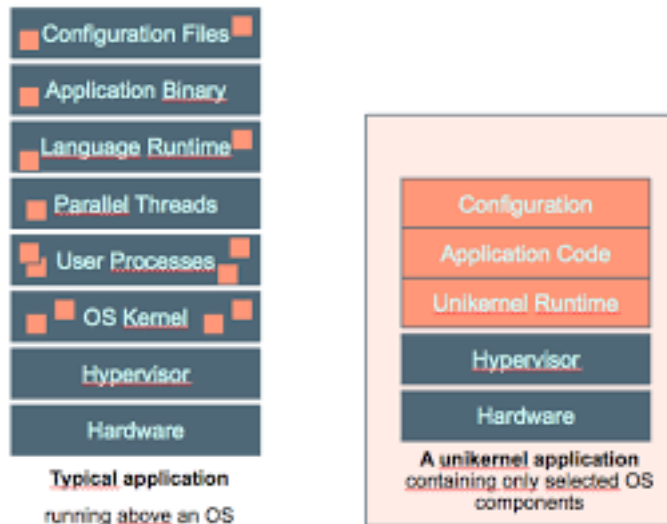 Configuration Files
Application Binary
Language Runtime
Parallel Threads
User Processes
OS Kernel
Hypervisor
Hardware
Typical application
running above an OS
Configuration
Application Code
Unikernel Runtime
Hypervisor
Hardware
A unikernel application
containing only selected OS
components